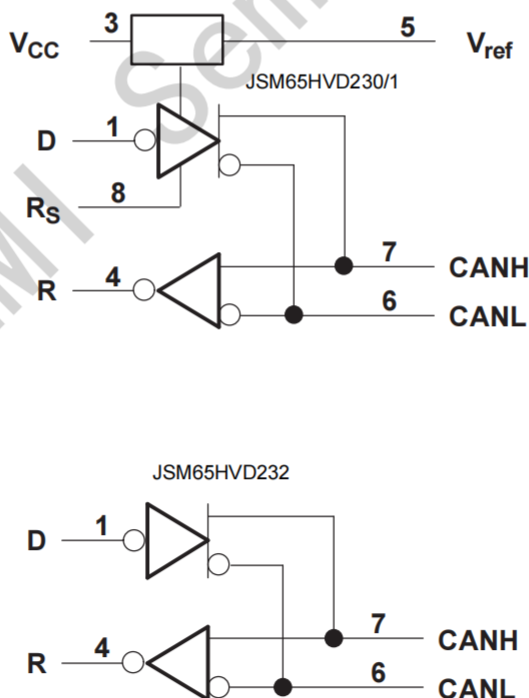 VCC 3 5 Vref
JSM65HVD230/1
D 1
RS 8
R 4
7 CANH
6 CANL
JSM65HVD232
D 1
R 4
7 CANH
6 CANL